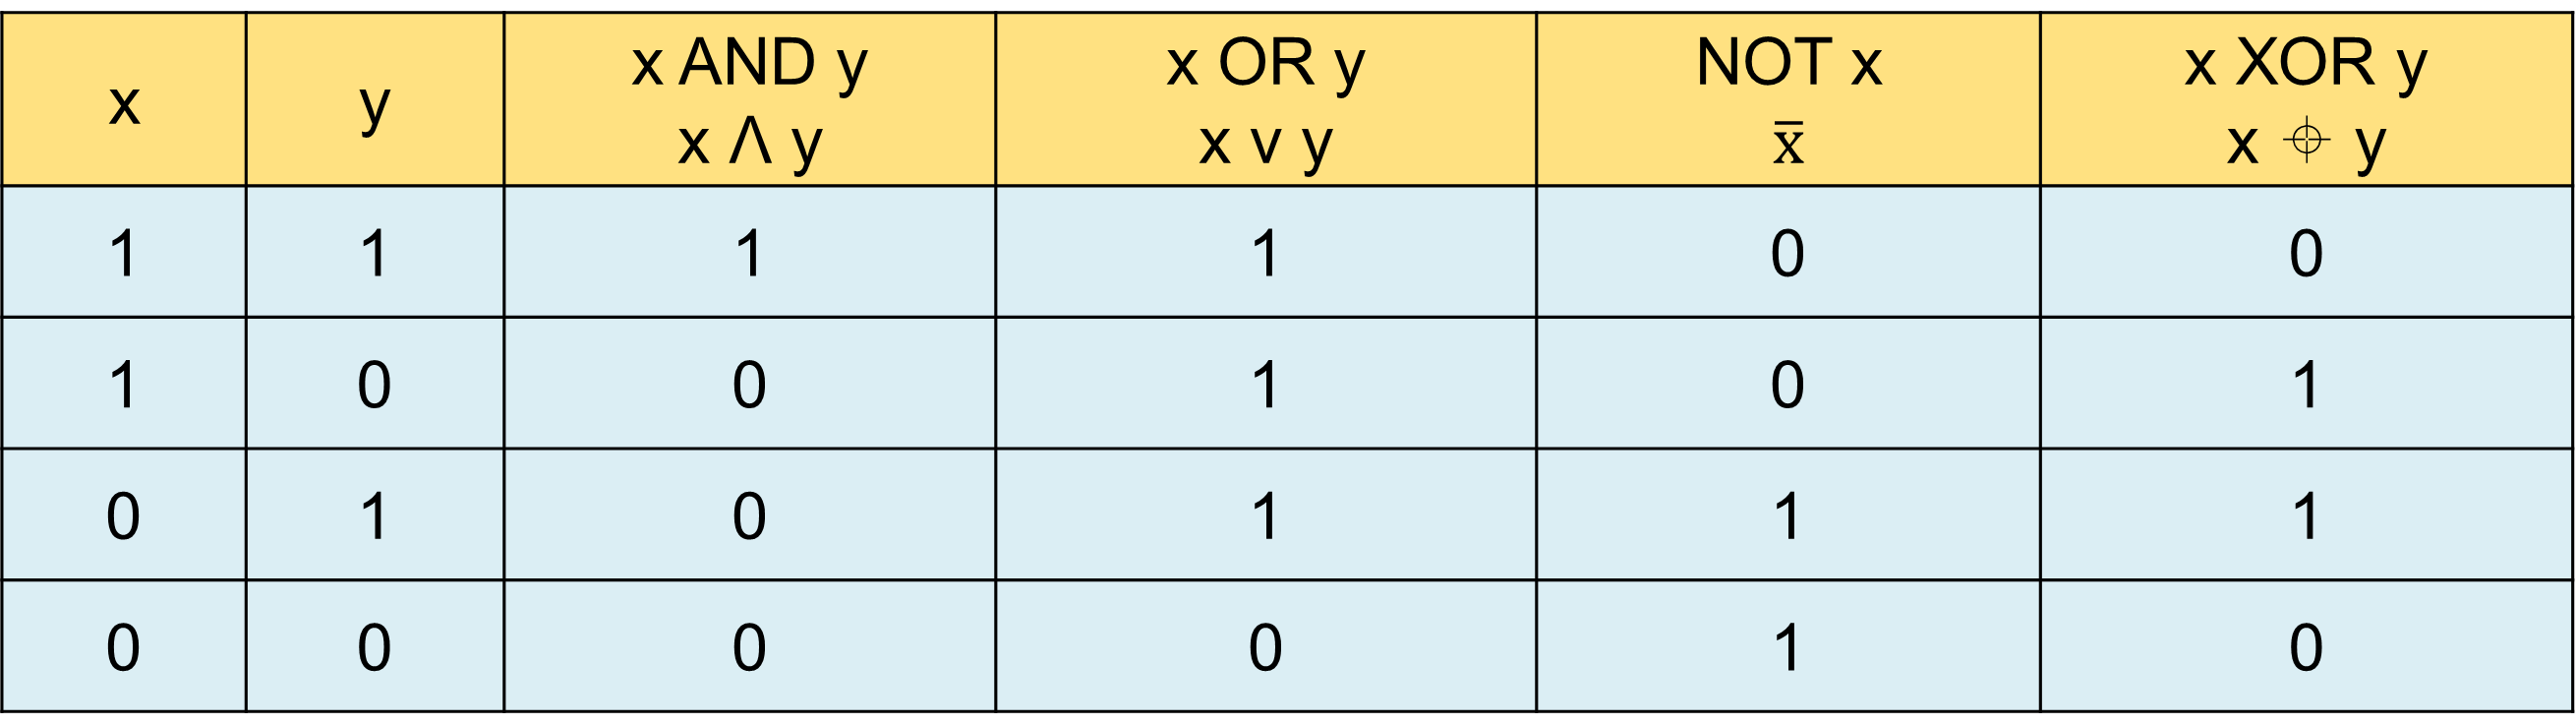 x y x AND y x OR y NOT x x XOR y
x Λ y x v y x̅ x ⌖ y
1 1 1 1 0 0
1 0 0 1 0 1
0 1 0 1 1 1
0 0 0 0 1 0